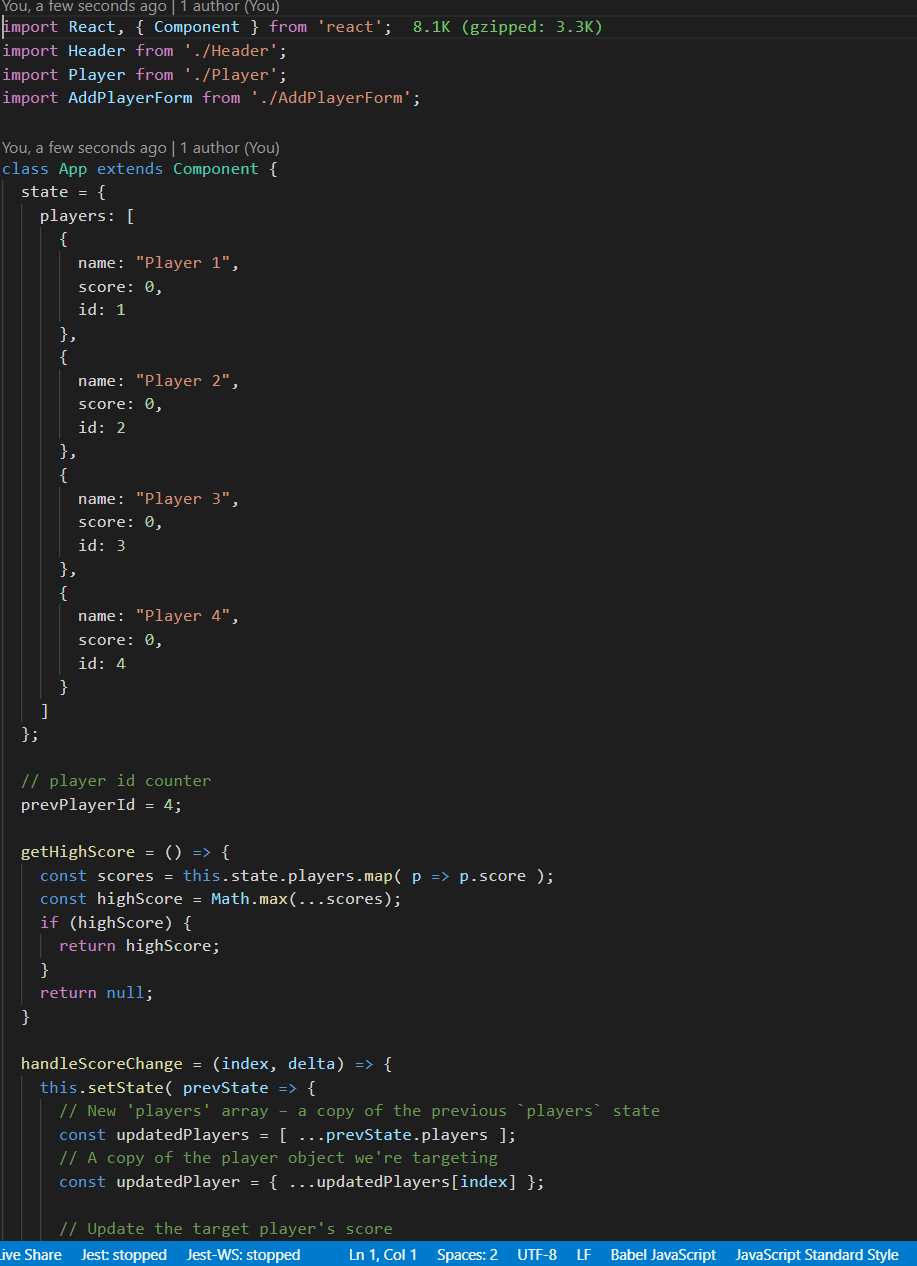 You, a few seconds ago | 1 author (You)
import React, { Component } from 'react';  8.1K (gzipped: 3.3K)
import Header from './Header';
import Player from './Player';
import AddPlayerForm from './AddPlayerForm';

You, a few seconds ago | 1 author (You)
class App extends Component {
  state = {
    players: [
      {
        name: "Player 1",
        score: 0,
        id: 1
      },
      {
        name: "Player 2",
        score: 0,
        id: 2
      },
      {
        name: "Player 3",
        score: 0,
        id: 3
      },
      {
        name: "Player 4",
        score: 0,
        id: 4
      }
    ]
  };

  // player id counter
  prevPlayerId = 4;

  getHighScore = () => {
    const scores = this.state.players.map( p => p.score );
    const highScore = Math.max(...scores);
    if (highScore) {
      return highScore;
    }
    return null;
  }

  handleScoreChange = (index, delta) => {
    this.setState( prevState => {
      // New 'players' array – a copy of the previous `players` state
      const updatedPlayers = [ ...prevState.players ];
      // A copy of the player object we're targeting
      const updatedPlayer = { ...updatedPlayers[index] };

      // Update the target player's score
ive Share Jest: stopped Jest-WS: stopped Ln 1, Col 1 Spaces: 2 UTF-8 LF Babel JavaScript JavaScript Standard Style